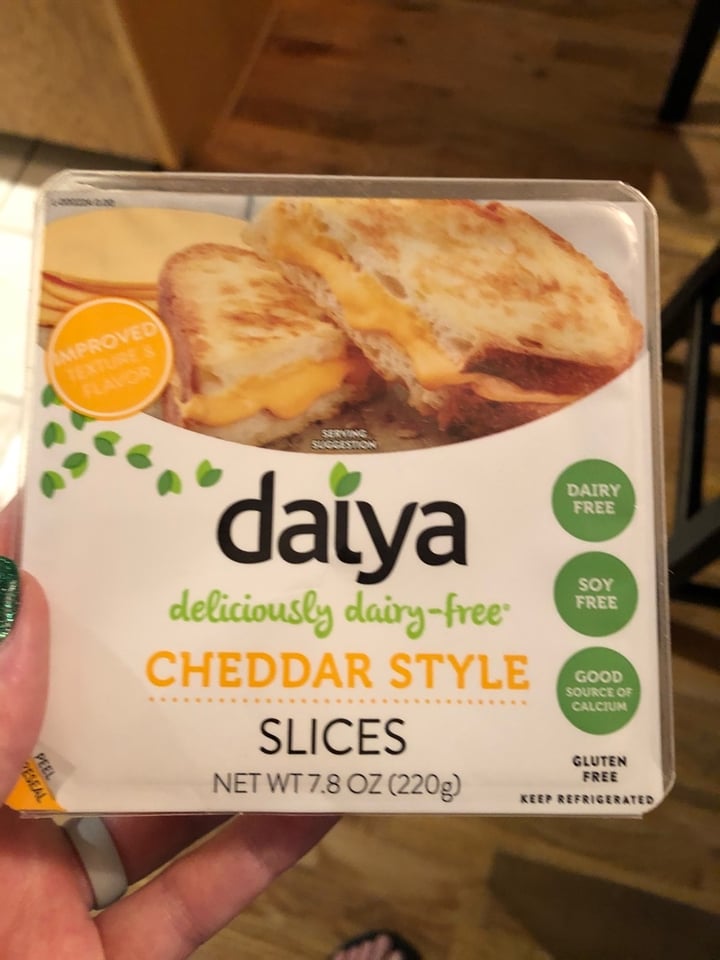 IMPROVED
TEXTURE &
FLAVOR
SERVING
SUGGESTION
daiya
deliciously dairy-free*
CHEDDAR STYLE
SLICES
NET WT 7.8 OZ (220g)
DAIRY
FREE
SOY
FREE
GOOD
SOURCE OF
CALCIUM
GLUTEN
FREE
KEEP REFRIGERATED
PEEL
RESEAL